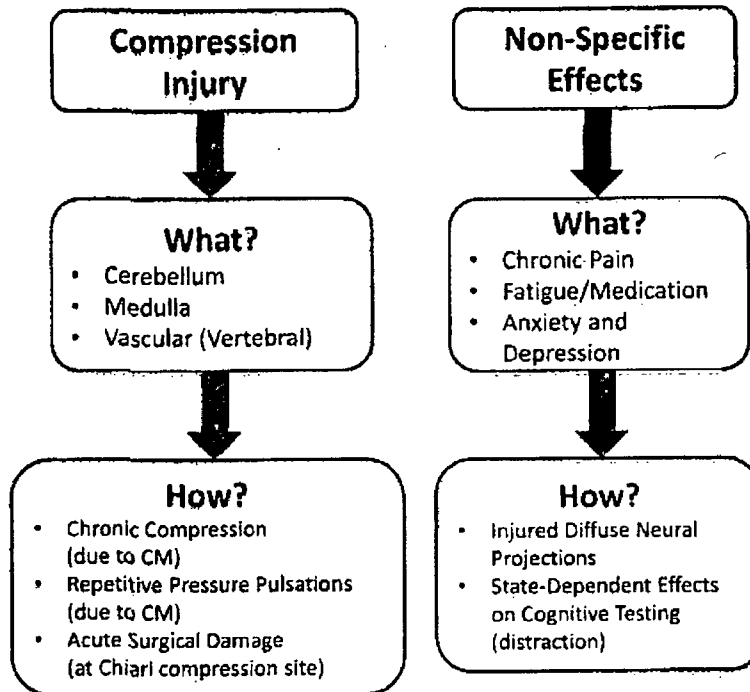 Compression
Injury
What?
• Cerebellum
• Medulla
• Vascular (Vertebral)
How?
• Chronic Compression
(due to CM)
• Repetitive Pressure Pulsations
(due to CM)
• Acute Surgical Damage
(at Chiari compression site)
Non-Specific
Effects
What?
• Chronic Pain
• Fatigue/Medication
• Anxiety and
Depression
How?
• Injured Diffuse Neural
Projections
• State-Dependent Effects
on Cognitive Testing
(distraction)